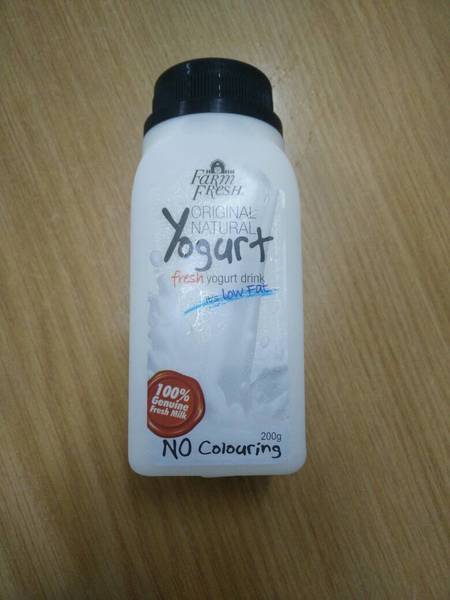 FARM
FRESH
ORIGINAL
NATURAL
Yogurt
fresh yogurt drink
it's Low Fat
100%
Genuine
Fresh Milk
200g
NO Colouring